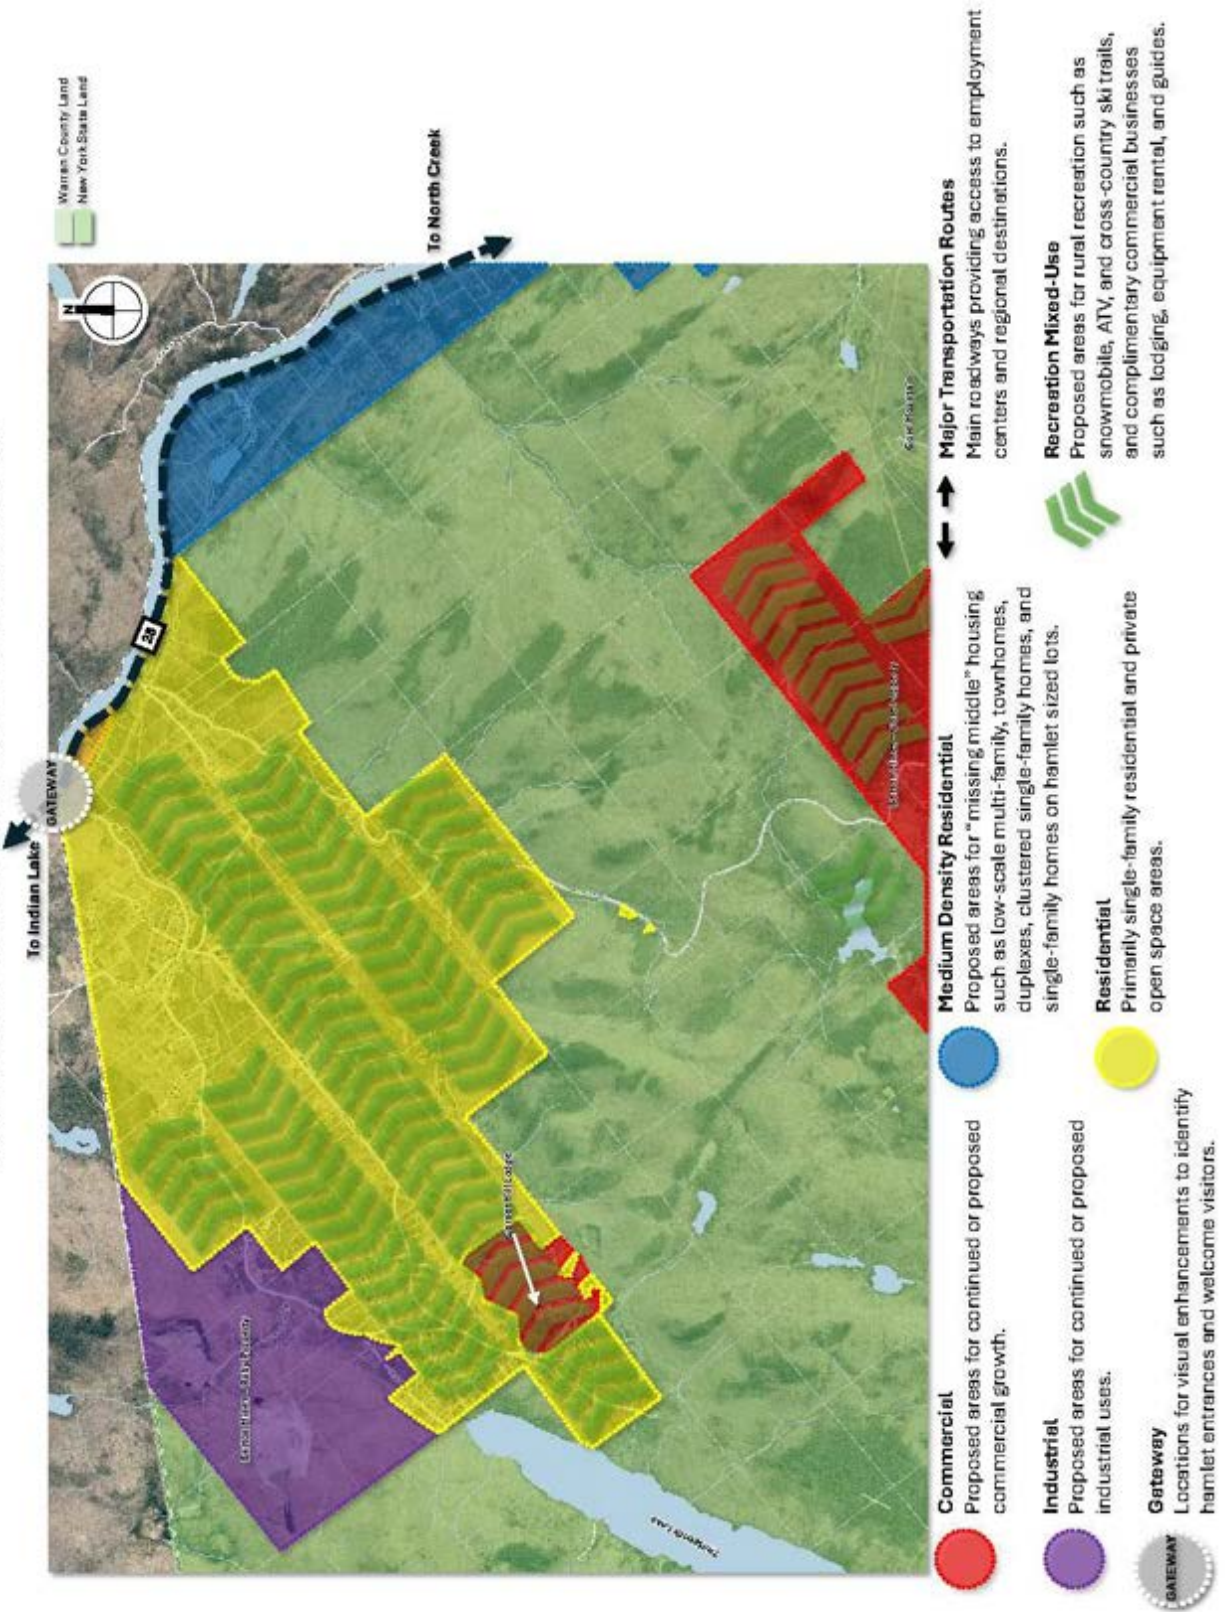 Warren County Land
New York State Land
N
To Indian Lake
GATEWAY
28
To North Creek
Commercial
Proposed areas for continued or proposed
commercial growth.
Industrial
Proposed areas for continued or proposed
industrial uses.
GATEWAY
Gateway
Locations for visual enhancements to identify
hamlet entrances and welcome visitors.
Medium Density Residential
Proposed areas for "missing middle" housing
such as low-scale multi-family, townhomes,
duplexes, clustered single-family homes, and
single-family homes on hamlet sized lots.
Residential
Primarily single-family residential and private
open space areas.
Major Transportation Routes
Main roadways providing access to employment
centers and regional destinations.
Recreation Mixed-Use
Proposed areas for rural recreation such as
snowmobile, ATV, and cross-country ski trails,
and complimentary commercial businesses
such as lodging, equipment rental, and guides.